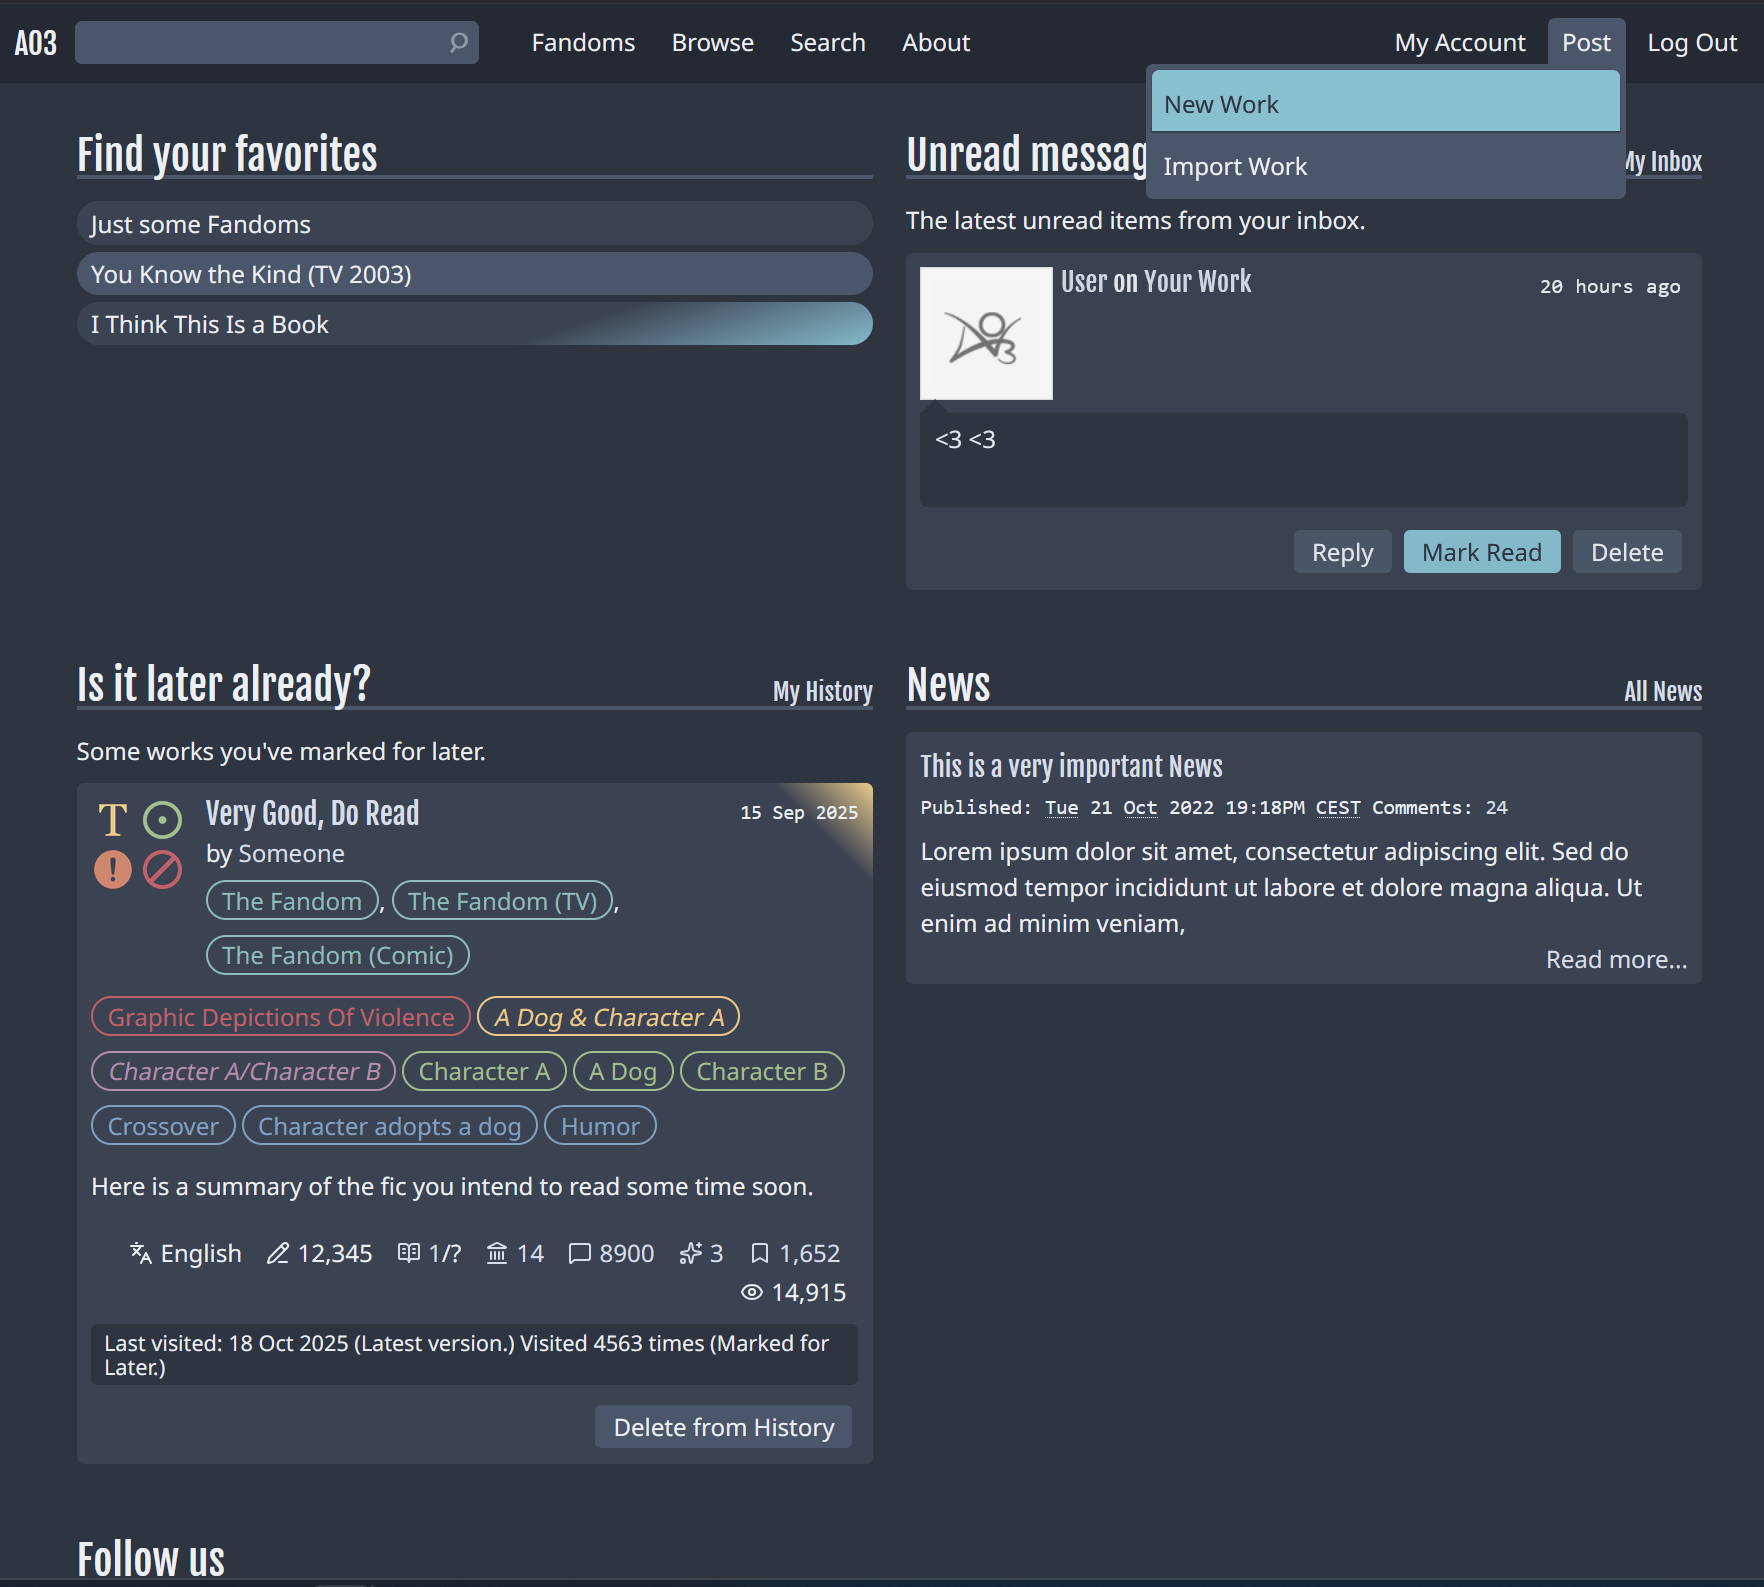 AO3
Fandoms Browse Search About
My Account Post Log Out
New Work
Import Work
Find your favorites
Just some Fandoms
You Know the Kind (TV 2003)
I Think This Is a Book
Unread messag
My Inbox
The latest unread items from your inbox.
User on Your Work
20 hours ago
<3 <3
Reply Mark Read Delete
Is it later already?
My History
Some works you've marked for later.
T
Very Good, Do Read
15 Sep 2025
by Someone
The Fandom, The Fandom (TV),
The Fandom (Comic)
Graphic Depictions Of Violence A Dog & Character A
Character A/Character B Character A A Dog Character B
Crossover Character adopts a dog Humor
Here is a summary of the fic you intend to read some time soon.
English 12,345 1/? 14 8900 3 1,652
14,915
Last visited: 18 Oct 2025 (Latest version.) Visited 4563 times (Marked for
Later.)
Delete from History
News
All News
This is a very important News
Published: Tue 21 Oct 2022 19:18PM CEST Comments: 24
Lorem ipsum dolor sit amet, consectetur adipiscing elit. Sed do
eiusmod tempor incididunt ut labore et dolore magna aliqua. Ut
enim ad minim veniam,
Read more...
Follow us